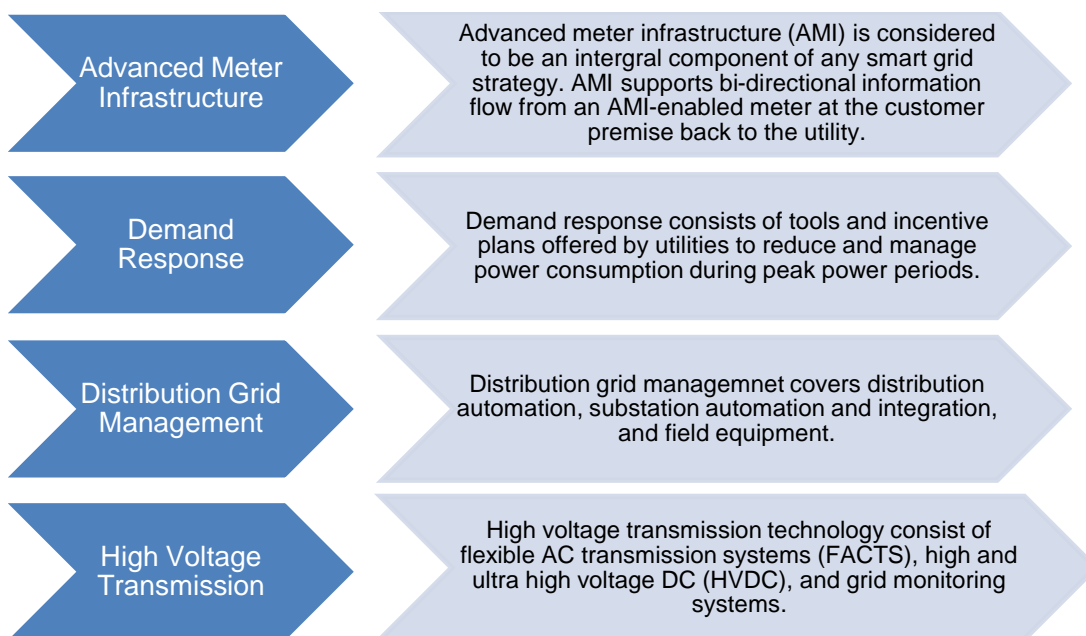 Advanced Meter
Infrastructure
Advanced meter infrastructure (AMI) is considered
to be an intergral component of any smart grid
strategy. AMI supports bi-directional information
flow from an AMI-enabled meter at the customer
premise back to the utility.
Demand
Response
Demand response consists of tools and incentive
plans offered by utilities to reduce and manage
power consumption during peak power periods.
Distribution Grid
Management
Distribution grid managemnet covers distribution
automation, substation automation and integration,
and field equipment.
High Voltage
Transmission
High voltage transmission technology consist of
flexible AC transmission systems (FACTS), high and
ultra high voltage DC (HVDC), and grid monitoring
systems.